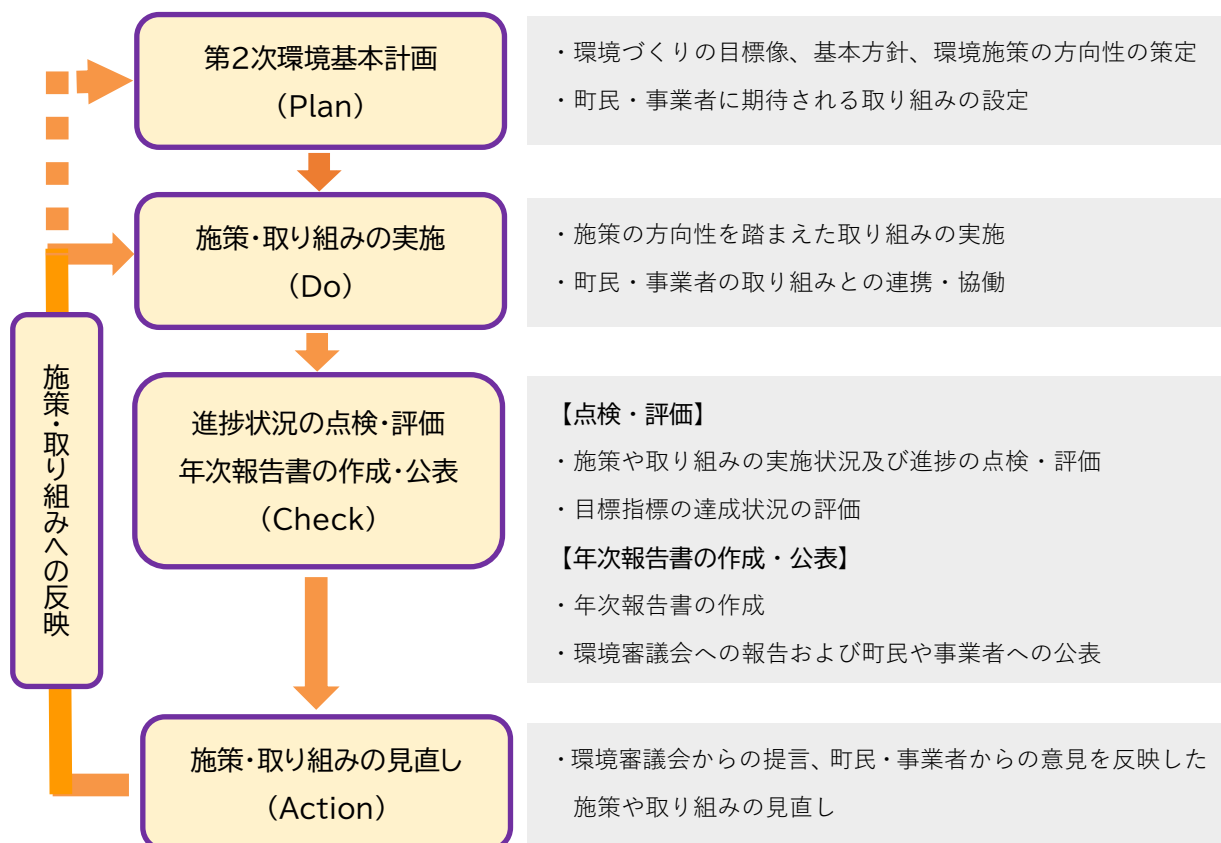 第2次環境基本計画
（Plan）
・環境づくりの目標像、基本方針、環境施策の方向性の策定
・町民・事業者に期待される取り組みの設定
施策・取り組みの実施
（Do）
・施策の方向性を踏まえた取り組みの実施
・町民・事業者の取り組みとの連携・協働
施策・取り組みへの反映
進捗状況の点検・評価
年次報告書の作成・公表
（Check）
【点検・評価】
・施策や取り組みの実施状況及び進捗の点検・評価
・目標指標の達成状況の評価
【年次報告書の作成・公表】
・年次報告書の作成
・環境審議会への報告および町民や事業者への公表
施策・取り組みの見直し
（Action）
・環境審議会からの提言、町民・事業者からの意見を反映した
施策や取り組みの見直し